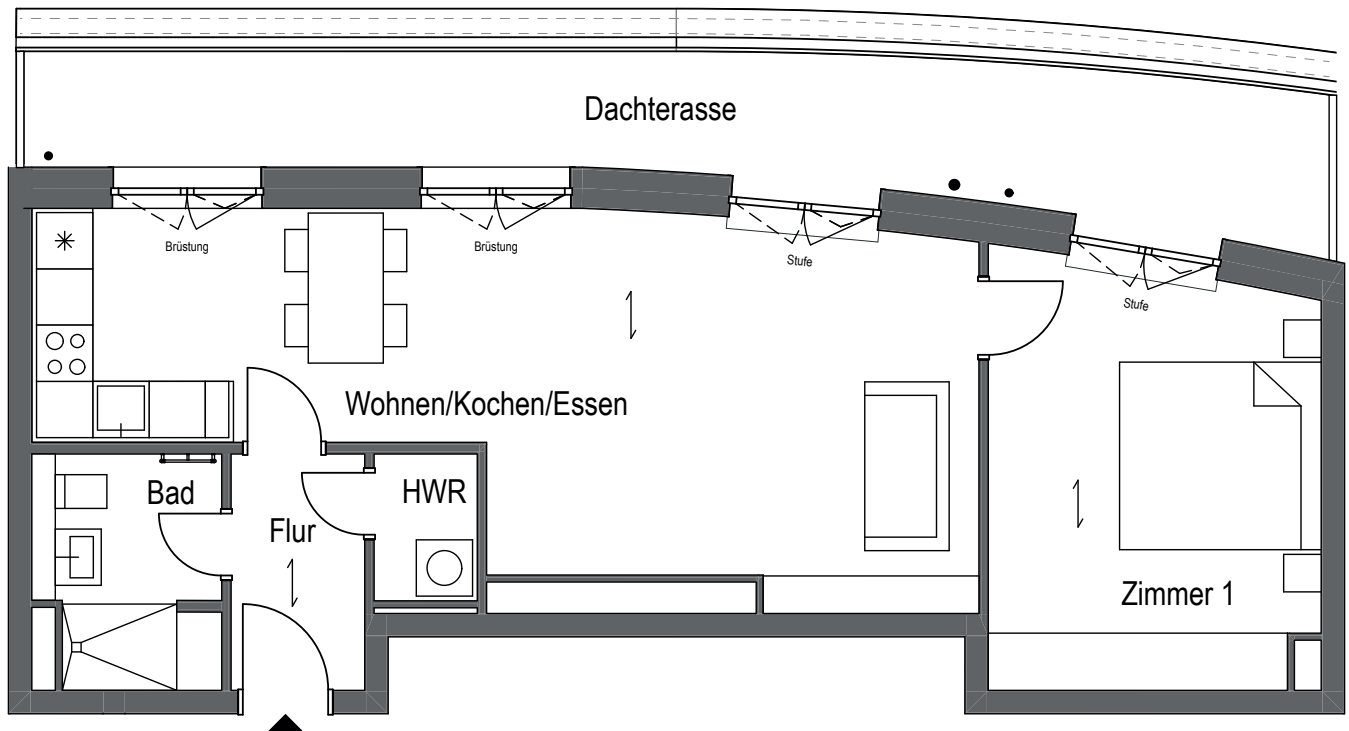 Dachterasse
Brüstung
Brüstung
Stufe
Stufe
Wohnen/Kochen/Essen
Bad
HWR
Flur
Zimmer 1